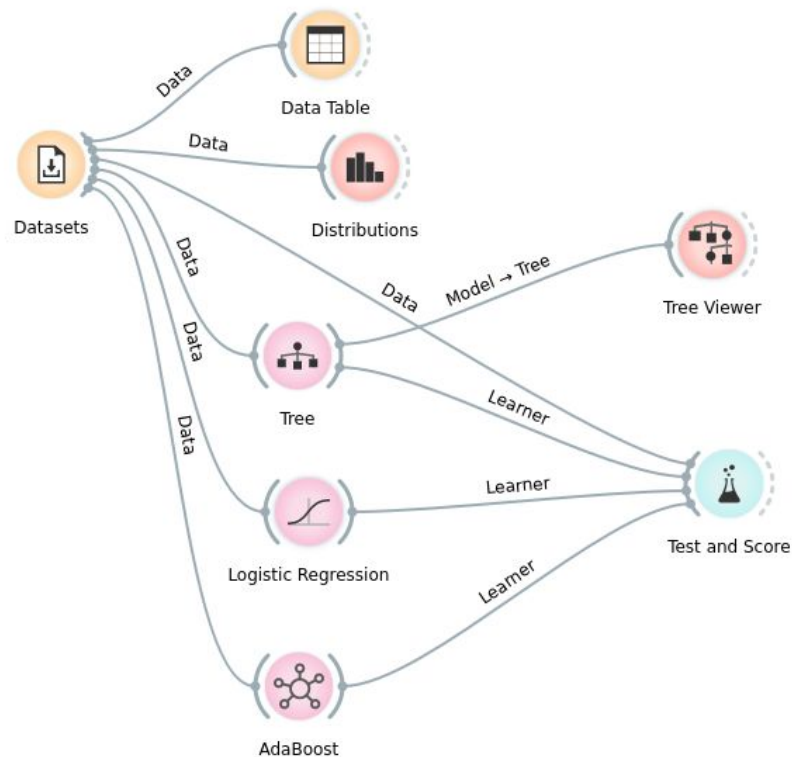 Data
Data Table
Data
Datasets
Distributions
Data
Data
Model → Tree
Tree Viewer
Data
Tree
Learner
Data
Learner
Logistic Regression
Test and Score
Learner
AdaBoost